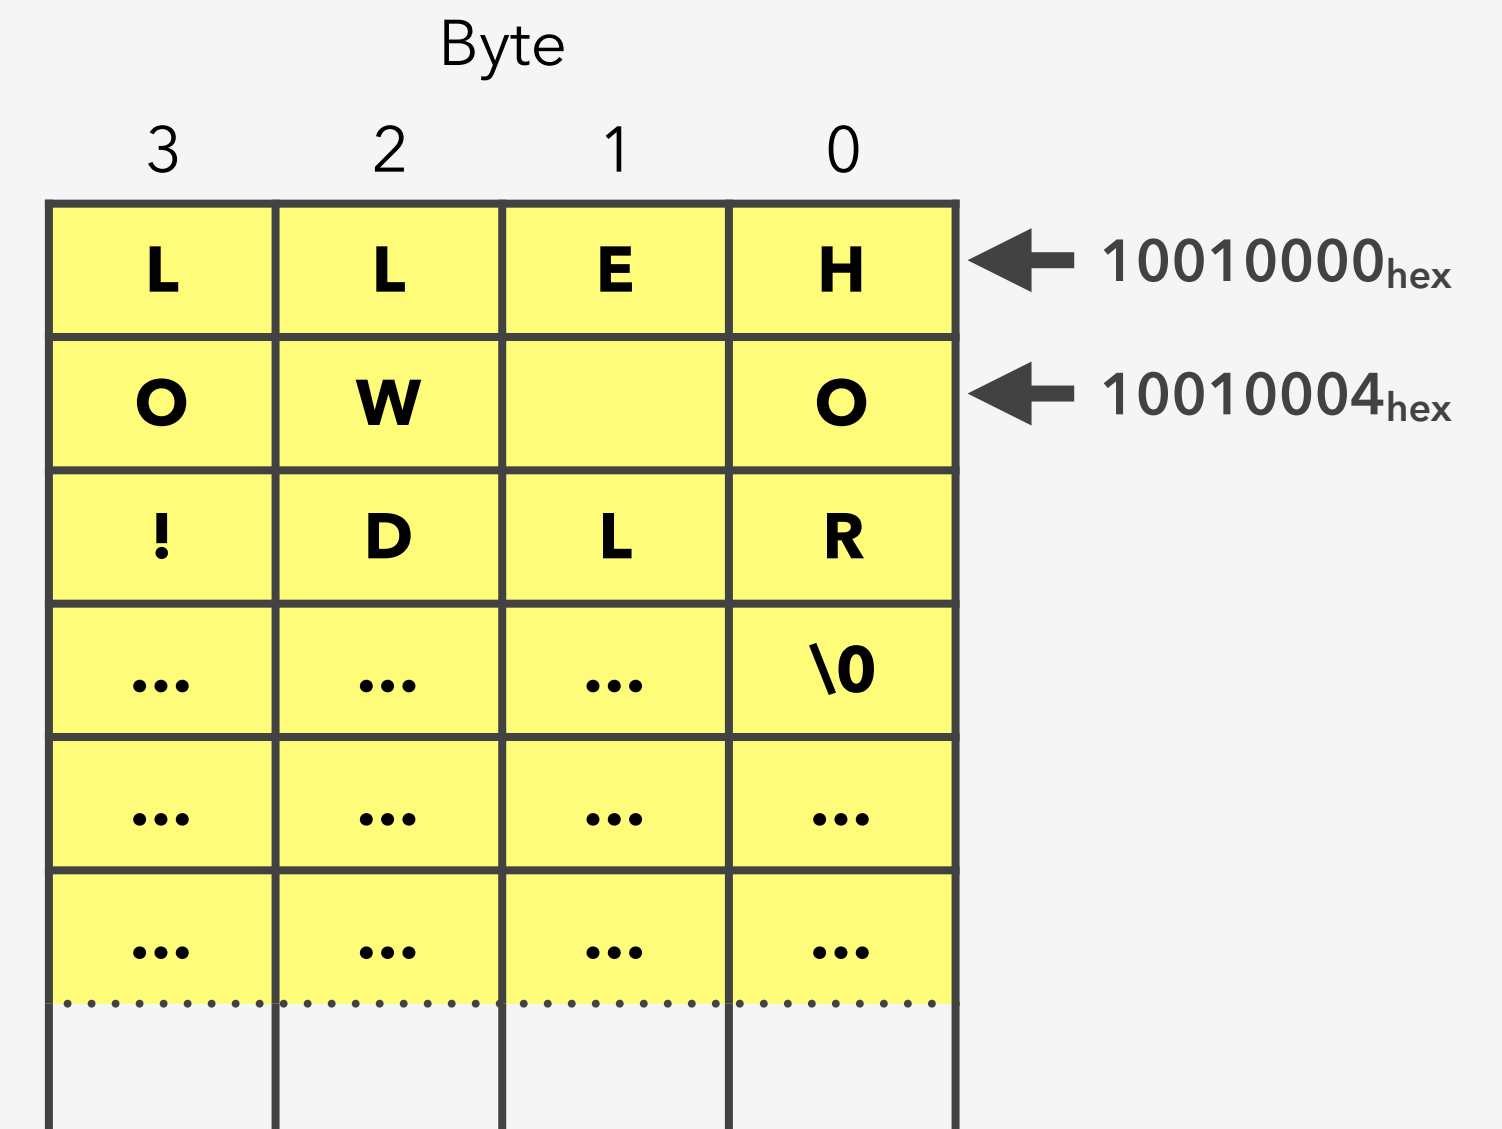 Byte
3 2 1 0
L L E H 10010000hex
O W O 10010004hex
! D L R
... ... ... \0
... ... ... ...
... ... ... ...